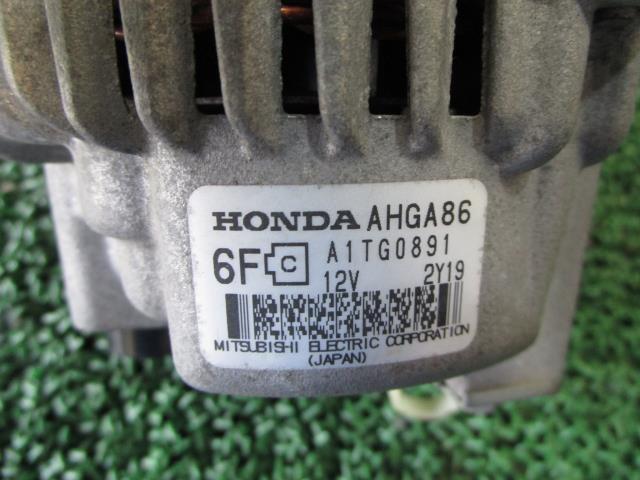 HONDA AHGA86
6F C A1TG0891
12V 2Y19
MITSUBISHI ELECTRIC CORPORATION
(JAPAN)